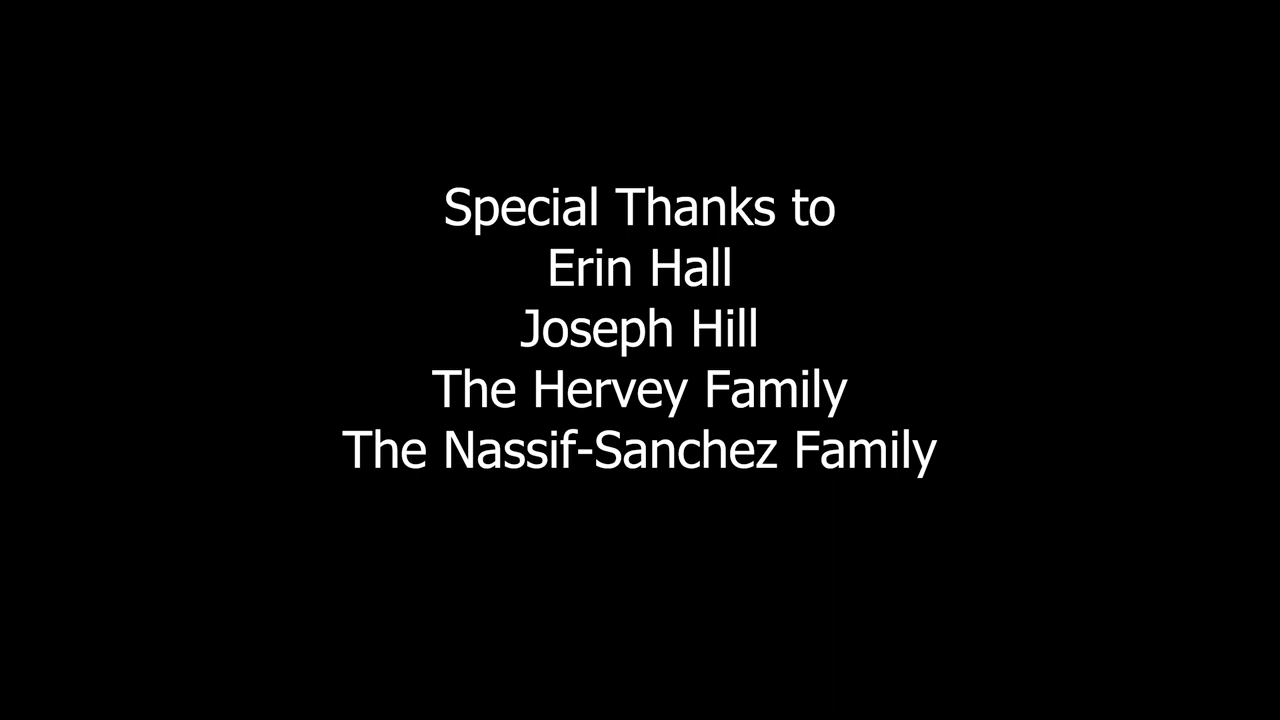 Special Thanks to
Erin Hall
Joseph Hill
The Hervey Family
The Nassif-Sanchez Family